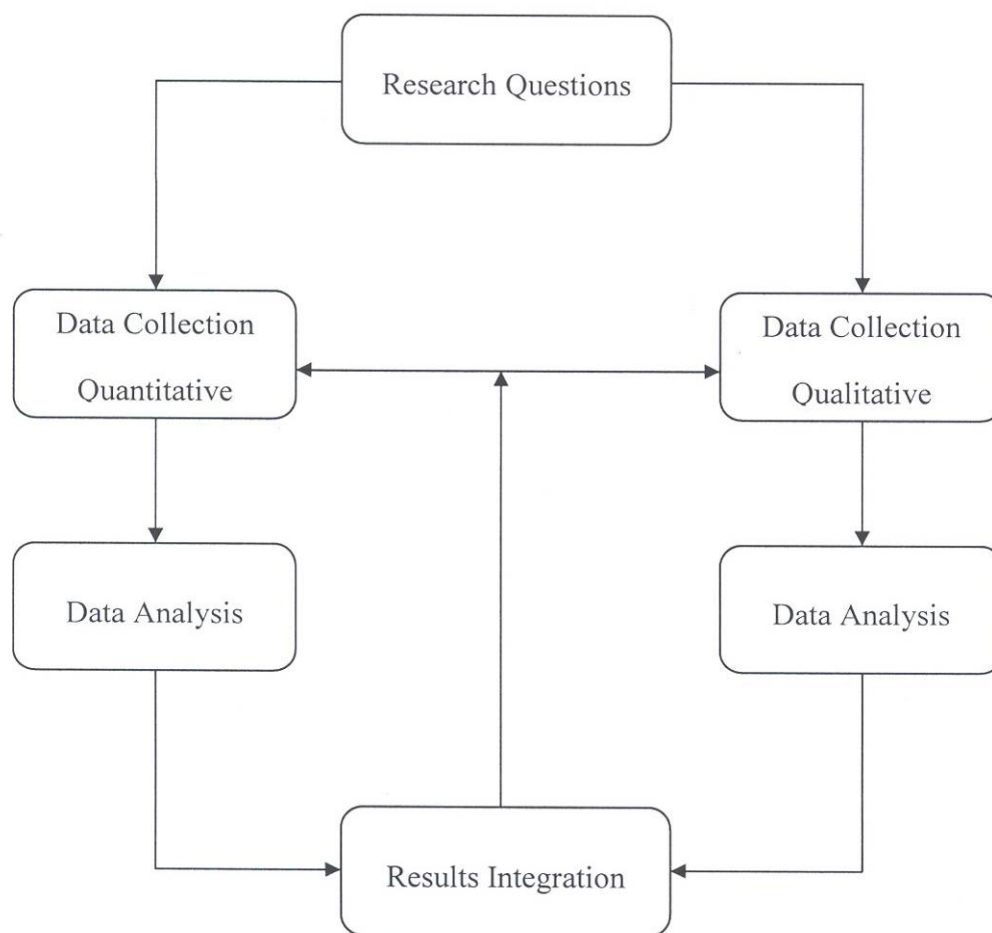 Research Questions
Data Collection
Quantitative
Data Collection
Qualitative
Data Analysis
Data Analysis
Results Integration